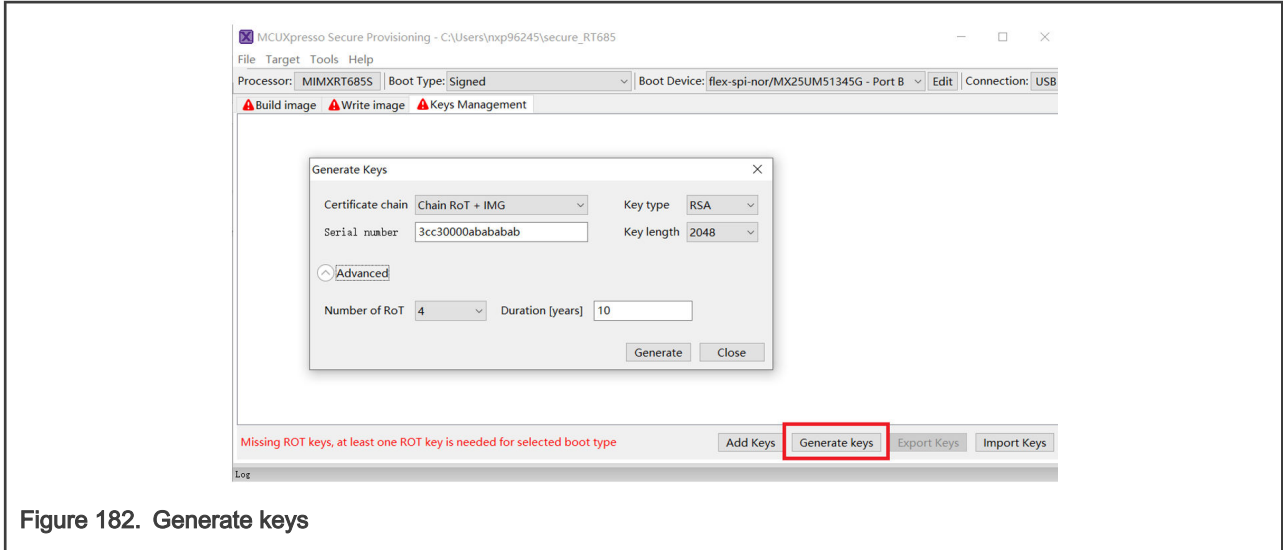 MCUXpresso Secure Provisioning - C:\Users\nxp96245\secure_RT685
File Target Tools Help
Processor: MIMXRT685S Boot Type: Signed Boot Device: flex-spi-nor/MX25UM51345G - Port B Edit Connection: USB
Build image Write image Keys Management
Generate Keys
Certificate chain Chain RoT + IMG Key type RSA
Serial number 3cc30000abababab Key length 2048
Advanced
Number of RoT 4 Duration [years] 10
Generate Close
Missing ROT keys, at least one ROT key is needed for selected boot type Add Keys Generate keys Export Keys Import Keys
Log
Figure 182. Generate keys